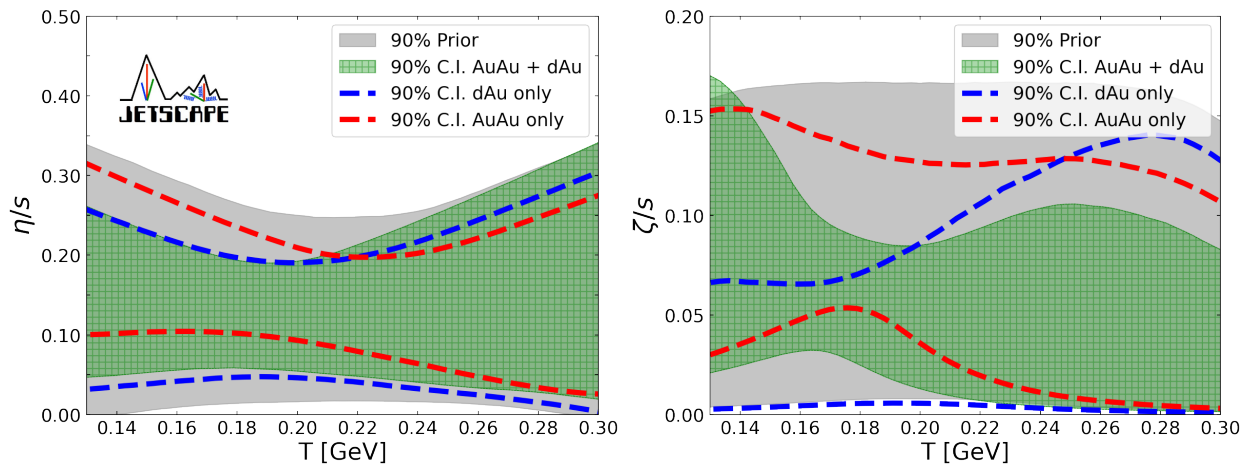 0.50
0.40
0.30
0.20
0.10
0.00
η/s
JETSCAPE
90% Prior
90% C.I. AuAu + dAu
90% C.I. dAu only
90% C.I. AuAu only
0.14 0.16 0.18 0.20 0.22 0.24 0.26 0.28 0.30
T [GeV]
0.20
0.15
0.10
0.05
0.00
ζ/s
90% Prior
90% C.I. AuAu + dAu
90% C.I. dAu only
90% C.I. AuAu only
0.14 0.16 0.18 0.20 0.22 0.24 0.26 0.28 0.30
T [GeV]